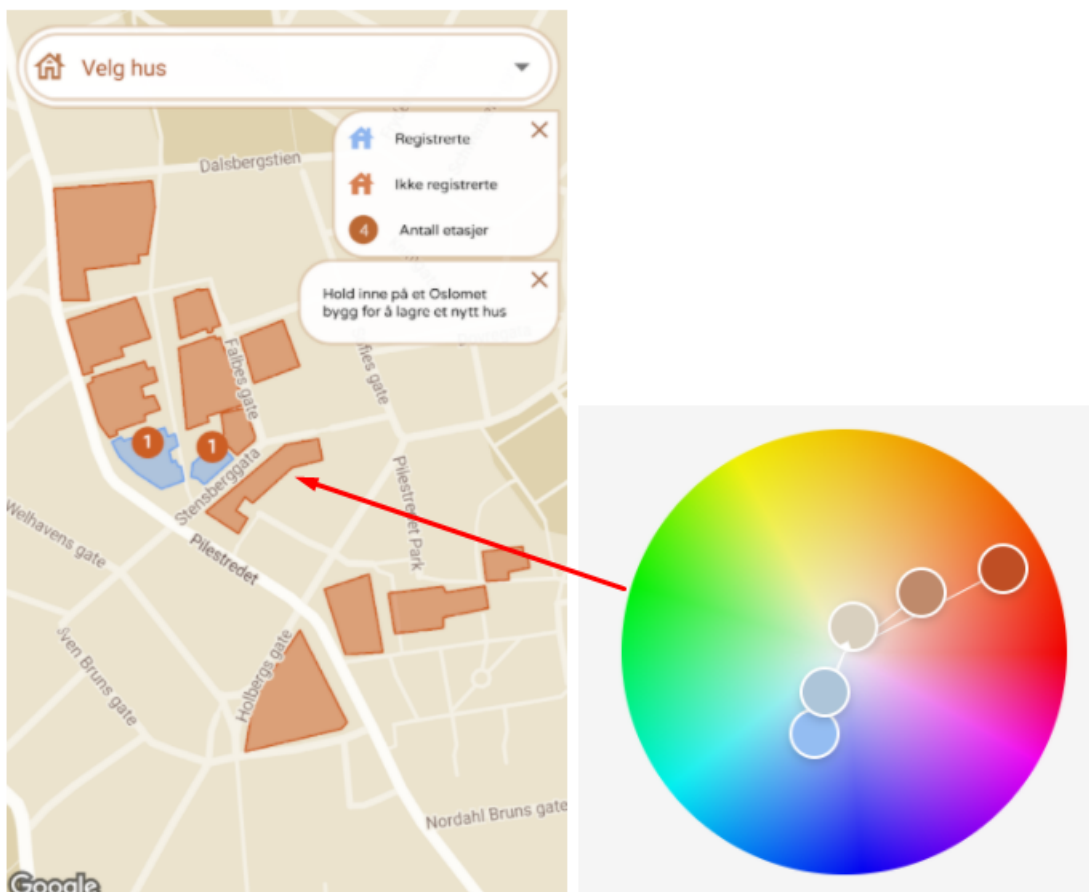 Velg hus
Registrerte
Dalsbergstien
Ikke registrerte
4
Antall etasjer
Hold inne på et Oslomet
bygg for å lagre et nytt hus
Falbes gate
fies gate
1
1
Stensberggata
Pilestredet Park
Welhavens gate
Pilestredet
Sven Bruns gate
Holbergs gate
Nordahl Bruns gate
Google